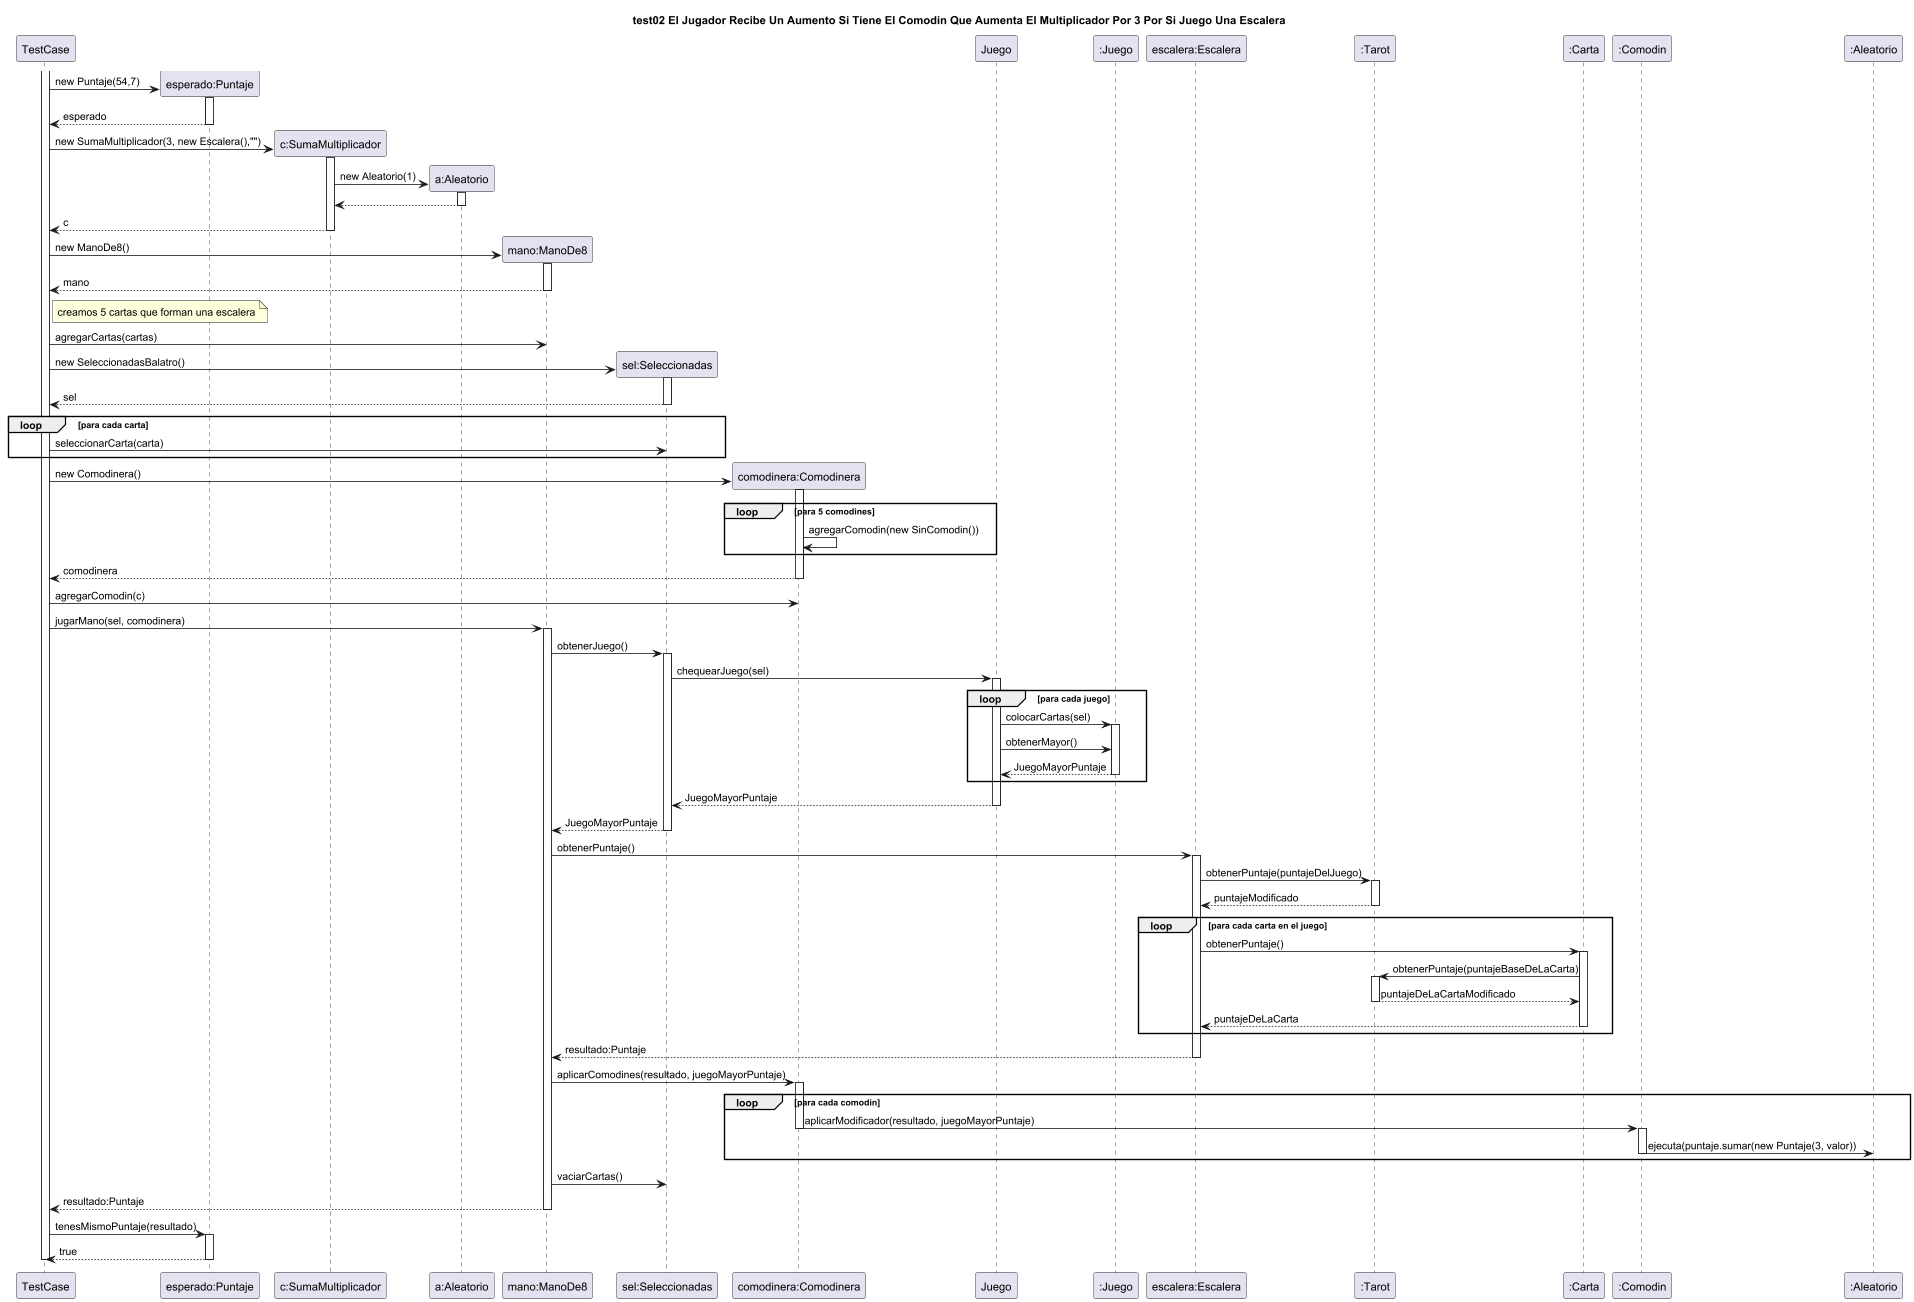 test02 El Jugador Recibe Un Aumento Si Tiene El Comodin Que Aumenta El Multiplicador Por 3 Por Si Juego Una Escalera
TestCase
Juego
:Juego
escalera:Escalera
:Tarot
:Carta
:Comodin
:Aleatorio
new Puntaje(54,7)
esperado:Puntaje
esperado
new SumaMultiplicador(3, new Escalera(),"")
c:SumaMultiplicador
new Aleatorio(1)
a:Aleatorio
c
new ManoDe8()
mano:ManoDe8
mano
creamos 5 cartas que forman una escalera
agregarCartas(cartas)
new SeleccionadasBalatro()
sel:Seleccionadas
sel
loop [para cada carta]
seleccionarCarta(carta)
new Comodinera()
comodinera:Comodinera
loop [para 5 comodines]
agregarComodin(new SinComodin())
comodinera
agregarComodin(c)
jugarMano(sel, comodinera)
obtenerJuego()
chequearJuego(sel)
loop [para cada juego]
colocarCartas(sel)
obtenerMayor()
JuegoMayorPuntaje
JuegoMayorPuntaje
JuegoMayorPuntaje
obtenerPuntaje()
obtenerPuntaje(puntajeDelJuego)
puntajeModificado
loop [para cada carta en el juego]
obtenerPuntaje()
obtenerPuntaje(puntajeBaseDeLaCarta)
puntajeDeLaCartaModificado
puntajeDeLaCarta
resultado:Puntaje
aplicarComodines(resultado, juegoMayorPuntaje)
loop [para cada comodin]
aplicarModificador(resultado, juegoMayorPuntaje)
ejecuta(puntaje.sumar(new Puntaje(3, valor))
vaciarCartas()
resultado:Puntaje
tenesMismoPuntaje(resultado)
true
TestCase
esperado:Puntaje
c:SumaMultiplicador
a:Aleatorio
mano:ManoDe8
sel:Seleccionadas
comodinera:Comodinera
Juego
:Juego
escalera:Escalera
:Tarot
:Carta
:Comodin
:Aleatorio